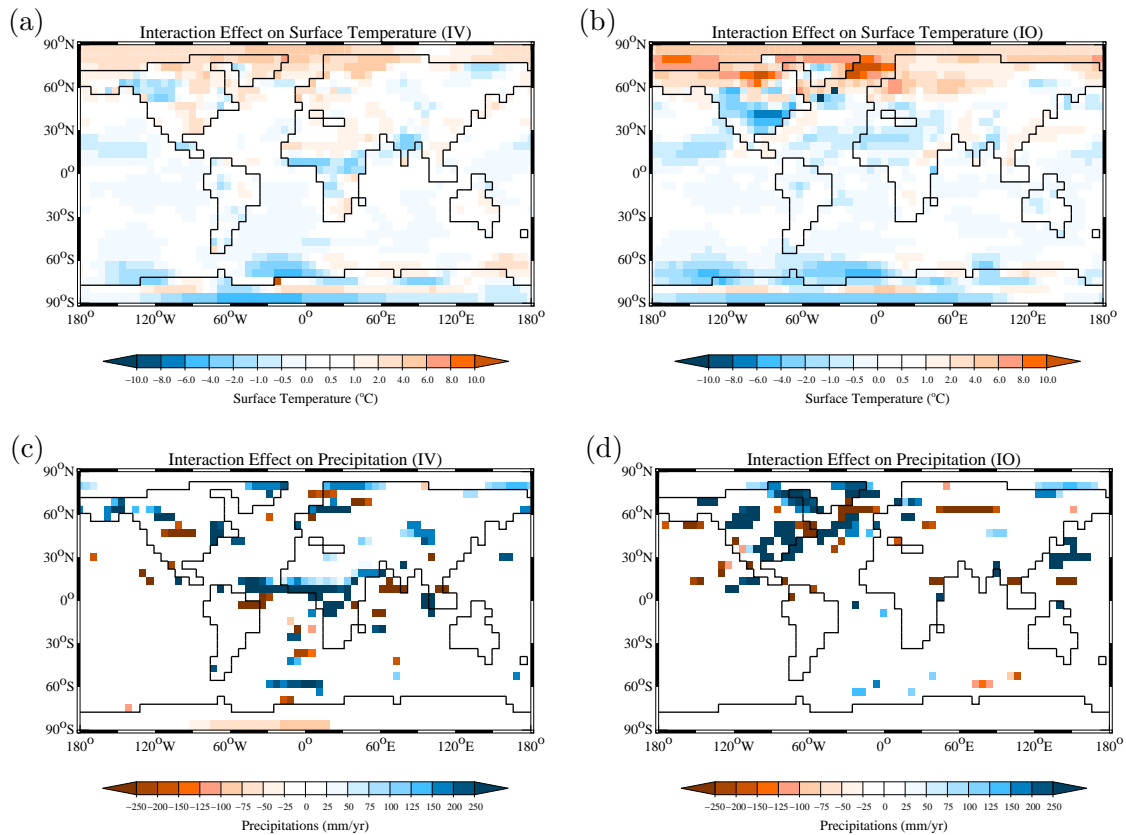 (a)
Interaction Effect on Surface Temperature (IV)
90°N
60°N
30°N
0°
30°S
60°S
90°S
180° 120°W 60°W 0° 60°E 120°E 180°
−10.0 −8.0 −6.0 −4.0 −2.0 −1.0 −0.5 0.0 0.5 1.0 2.0 4.0 6.0 8.0 10.0
Surface Temperature (°C)
(b)
Interaction Effect on Surface Temperature (IO)
90°N
60°N
30°N
0°
30°S
60°S
90°S
180° 120°W 60°W 0° 60°E 120°E 180°
−10.0 −8.0 −6.0 −4.0 −2.0 −1.0 −0.5 0.0 0.5 1.0 2.0 4.0 6.0 8.0 10.0
Surface Temperature (°C)
(c)
Interaction Effect on Precipitation (IV)
90°N
60°N
30°N
0°
30°S
60°S
90°S
180° 120°W 60°W 0° 60°E 120°E 180°
−250 −200 −150 −125 −100 −75 −50 −25 0 25 50 75 100 125 150 200 250
Precipitations (mm/yr)
(d)
Interaction Effect on Precipitation (IO)
90°N
60°N
30°N
0°
30°S
60°S
90°S
180° 120°W 60°W 0° 60°E 120°E 180°
−250 −200 −150 −125 −100 −75 −50 −25 0 25 50 75 100 125 150 200 250
Precipitations (mm/yr)